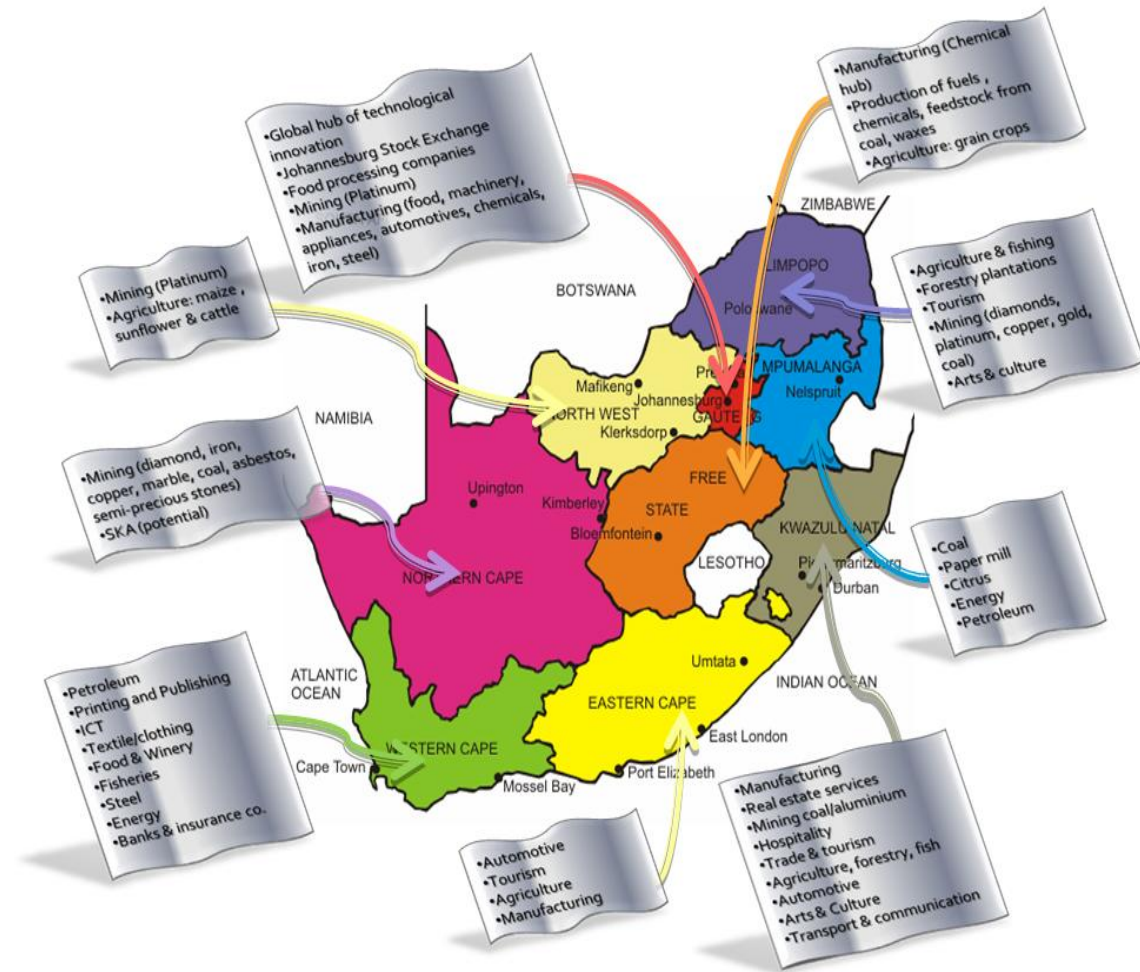 •Manufacturing (Chemical
hub)
•Production of fuels ,
chemicals, feedstock from
coal, waxes
•Agriculture: grain crops
•Global hub of technological
innovation
•Johannesburg Stock Exchange
•Food processing companies
•Mining (Platinum)
•Manufacturing (food, machinery,
appliances, automotives, chemicals,
iron, steel)
•Mining (Platinum)
•Agriculture: maize ,
sunflower & cattle
•Agriculture & fishing
•Forestry plantations
•Tourism
•Mining (diamonds,
platinum, copper, gold,
coal)
•Arts & culture
•Mining (diamond, iron,
copper, marble, coal, asbestos,
semi-precious stones)
•SKA (potential)
•Coal
•Paper mill
•Citrus
•Energy
•Petroleum
•Petroleum
•Printing and Publishing
•ICT
•Textile/clothing
•Food & Winery
•Fisheries
•Steel
•Energy
•Banks & insurance co.
•Automotive
•Tourism
•Agriculture
•Manufacturing
•Manufacturing
•Real estate services
•Mining coal/aluminium
•Hospitality
•Trade & tourism
•Agriculture, forestry, fish
•Automotive
•Arts & Culture
•Transport & communication
ZIMBABWE
LIMPOPO
BOTSWANA
MPUMALANGA
Nelspruit
Mafikeng
Johannesburg
NORTH WEST
GAUTENG
Klerksdorp
NAMIBIA
FREE
STATE
Upington
Kimberley
Bloemfontein
KWAZULU NATAL
LESOTHO
Pietermaritzburg
Durban
NORTHERN CAPE
Umtata
ATLANTIC
OCEAN
INDIAN OCEAN
EASTERN CAPE
East London
WESTERN CAPE
Cape Town
Port Elizabeth
Mossel Bay